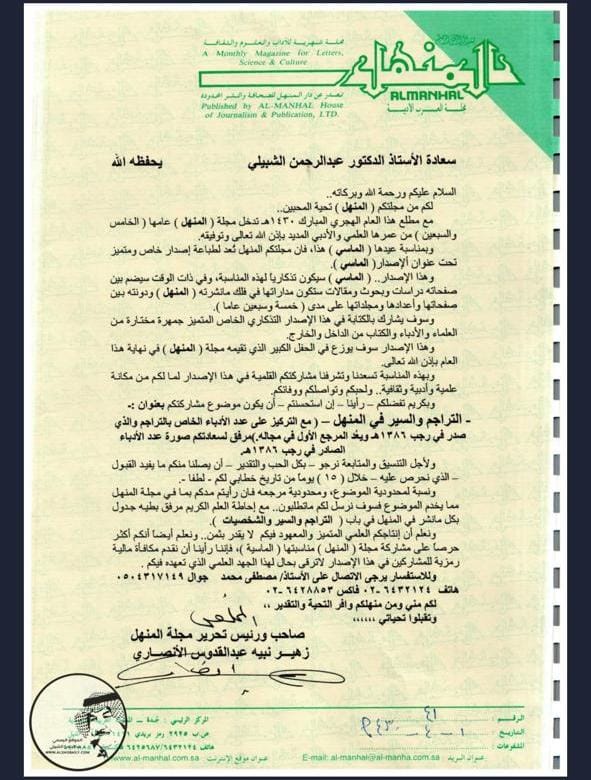 مجلة شهرية للآداب والعلوم والثقافة
A Monthly Magazine for Letters,
Science & Culture
المنهل
ALMANHAL
مجلة العرب الأدبية
تصدر عن دار المنهل للصحافة والنشر المحدودة
Published by AL-MANHAL House
of Journalism & Publication, LTD.
سعادة الأستاذ الدكتور عبدالرحمن الشبيلي يحفظه الله
السلام عليكم ورحمة الله وبركاته..
لكم من مجلتكم ( المنهل ) تحية المحبين..
مع مطلع هذا العام الهجري المبارك ١٤٣٠هـ تدخل مجلة ( المنهل ) عامها ( الخامس
والسبعين ) من عمرها العلمي والأدبي المديد بإذن الله تعالى وتوفيقه.
وبمناسبة عيدها ( الماسي ) هذا، فإن مجلتكم المنهل تُعد لطباعة إصدار خاص ومتميز
تحت عنوان الإصدار( الماسي ).
وهذا الإصدار.. ( الماسي ) سيكون تذكارياً لهذه المناسبة، وفي ذات الوقت سيضم بين
صفحاته دراسات وبحوث ومقالات ستكون مداراتها في فلك مانشرته ( المنهل ) ودونته بين
صفحاتها وأعدادها ومجلداتها على مدى ( خمسة وسبعين عاما ).
وسوف يشارك بالكتابة في هذا الإصدار التذكاري الخاص المتميز جمهرة مختارة من
العلماء والأدباء والكتاب من الداخل والخارج.
وهذا الإصدار سوف يوزع في الحفل الكبير الذي تقيمه مجلة ( المنهل ) في نهاية هذا
العام بإذن الله تعالى.
وبهذه المناسبة تسعدنا وتشرفنا مشاركتكم القلمية في هذا الإصدار لما لكم من مكانة
علمية وأدبية وثقافية.. ولحبكم وتواصلكم ووفائكم.
وبكريم تفضلكم – رأينا – إن استحسنتم – أن يكون موضوع مشاركتكم بعنوان :-
- التراجم والسير في المنهل – ( مع التركيز على عدد الأدباء الخاص بالتراجم والذي
صدر في رجب ١٣٨٦هـ ويعُد المرجع الأول في مجاله.)مرفق لسعادتكم صورة عدد الأدباء
الصادر في رجب ١٣٨٦هـ.
ولأجل التنسيق والمتابعة نرجو – بكل الحب والتقدير – أن يصلنا منكم ما يفيد القبول
– الذي نحرص عليه – خلال ( ١٥ ) يوماً من تاريخ خطابي لكم - لطفا -.
ونسبة لمحدودية الموضوع، ومحدودية مرجعه فان رأيتم مدكم بما في مجلة المنهل
مما يخدم الموضوع فسوف نرسل لكم ماتطلبون.. مع إحاطة العلم الكريم مرفق بطيه جدول
بكل مانشر في المنهل في باب ( التراجم والسير والشخصيات ).
ونعلم أن إنتاجكم العلمي المتميز والمعهود فيكم لا يقدر بثمن.. ونعلم أيضاً أنكم أكثر
حرصا على مشاركة مجلة ( المنهل ) مناسبتها ( الماسية )، فإننا رأينا أن نقدم مكافأة مالية
رمزية للمشاركين في هذا الإصدار لاترقى بحال لهذا الجهد العلمي الذي تعهده فيكم .
وللاستفسار يرجى الاتصال على الأستاذ/ مصطفى محمد جوال ٠٥٠٤٣١٧١٤٩
هاتف ٦٤٣٢١٢٤-٠٢ فاكس ٦٤٢٨٨٥٣-٠٢
لكم مني ومن منهلكم وافر التحية والتقدير ،،
وتقبلوا تحياتي ،،،،،،
صاحب ورئيس تحرير مجلة المنهل
زهير نبيه عبدالقدوس الأنصاري
الرقم :
التاريخ :
المشفوعات :
المركز الرئيسي : جدة
ص.ب ٢٩٢٥
هاتف ٦٤٣٢١٢٤
www.al-manhal.com.sa عنوان موقع الإنترنت
E-mail: al-manhal@al-manhal.com.sa عنوان البريد
WWW.ALSHOBAILY.COM